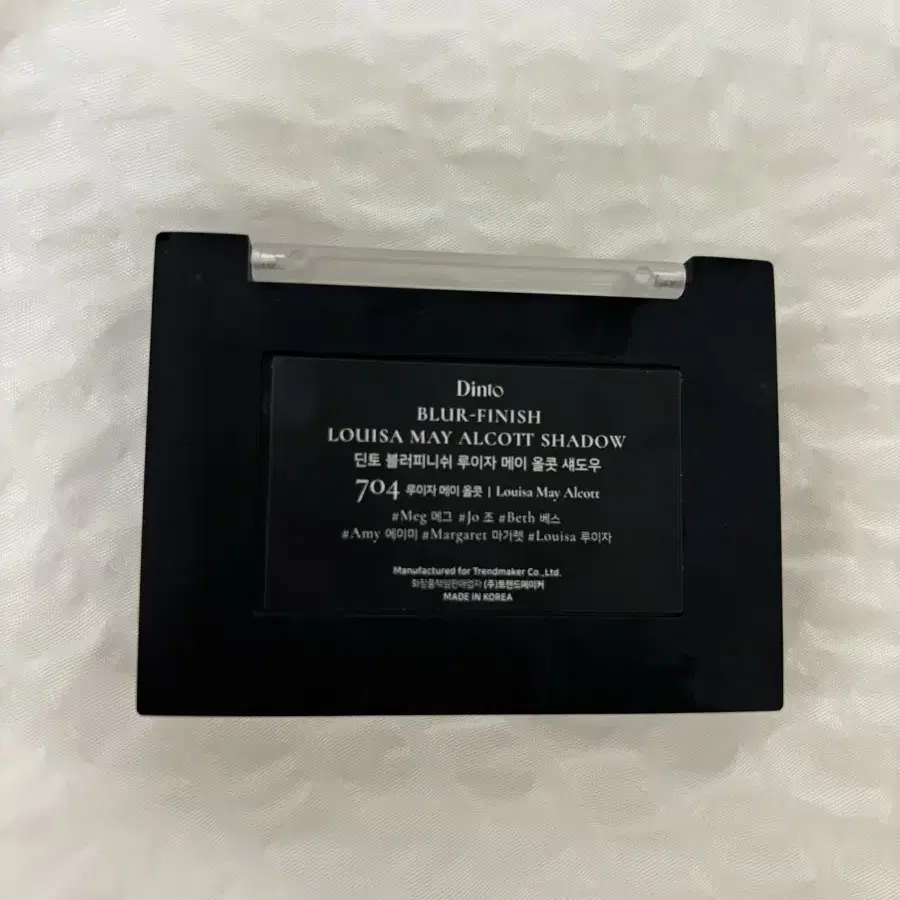 Dinto
BLUR-FINISH
LOUISA MAY ALCOTT SHADOW
딘토 블러피니쉬 루이자 메이 올콧 섀도우
704 루이자 메이 올콧 | Louisa May Alcott
#Meg 메그 #Jo 조 #Beth 베스
#Amy 에이미 #Margaret 마가렛 #Louisa 루이자
Manufactured for Trendmaker Co.,Ltd.
화장품책임판매업자 (주)트렌드메이커
MADE IN KOREA